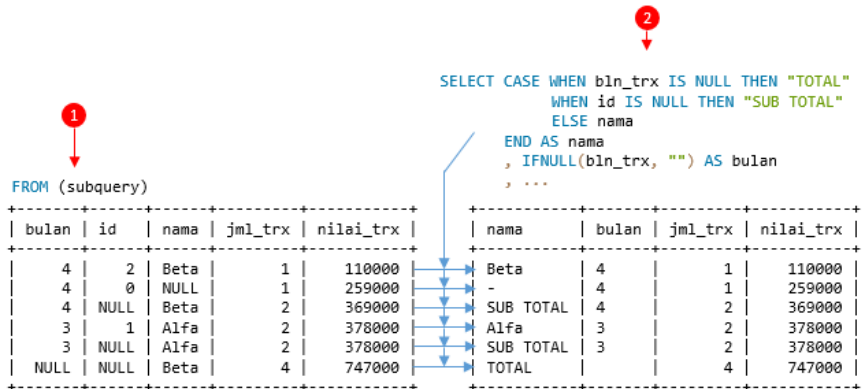 2
SELECT CASE WHEN bln_trx IS NULL THEN "TOTAL"
WHEN id IS NULL THEN "SUB TOTAL"
ELSE nama
END AS nama
, IFNULL(bln_trx, "") AS bulan
, ...
1
FROM (subquery)
+-------+------+------+---------+-----------+
| bulan | id | nama | jml_trx | nilai_trx |
+-------+------+------+---------+-----------+
| 4 | 2 | Beta | 1 | 110000 |
| 4 | 0 | NULL | 1 | 259000 |
| 4 | NULL | Beta | 2 | 369000 |
| 3 | 1 | Alfa | 2 | 378000 |
| 3 | NULL | Alfa | 2 | 378000 |
| NULL | NULL | Beta | 4 | 747000 |
+-------+------+------+---------+-----------+
+-----------+-------+---------+-----------+
| nama | bulan | jml_trx | nilai_trx |
+-----------+-------+---------+-----------+
| Beta | 4 | 1 | 110000 |
| - | 4 | 1 | 259000 |
| SUB TOTAL | 4 | 2 | 369000 |
| Alfa | 3 | 2 | 378000 |
| SUB TOTAL | 3 | 2 | 378000 |
| TOTAL | | 4 | 747000 |
+-----------+-------+---------+-----------+